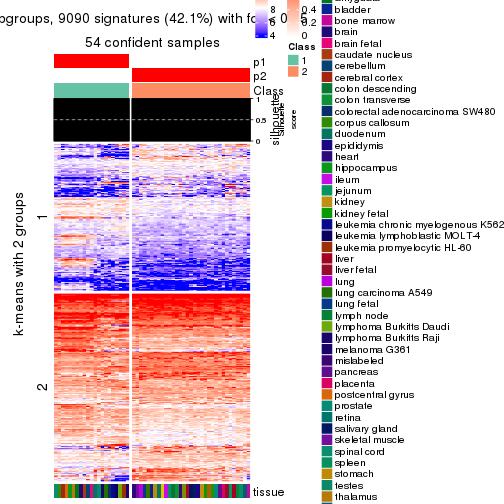 ogroups, 9090 signatures (42.1%) with fd
54 confident samples
p1
p2
Class
1
0.5
0
silhouette
score
k-means with 2 groups
1
2
tissue
8
6
4
0.4
0.2
0
Class
1
2
bladder
bone marrow
brain
brain fetal
caudate nucleus
cerebellum
cerebral cortex
colon descending
colon transverse
colorectal adenocarcinoma SW480
corpus callosum
duodenum
epididymis
heart
hippocampus
ileum
jejunum
kidney
kidney fetal
leukemia chronic myelogenous K562
leukemia lymphoblastic MOLT-4
leukemia promyelocytic HL-60
liver
liver fetal
lung
lung carcinoma A549
lung fetal
lymph node
lymphoma Burkitts Daudi
lymphoma Burkitts Raji
melanoma G361
mislabeled
pancreas
placenta
postcentral gyrus
prostate
retina
salivary gland
skeletal muscle
spinal cord
spleen
stomach
testes
thalamus